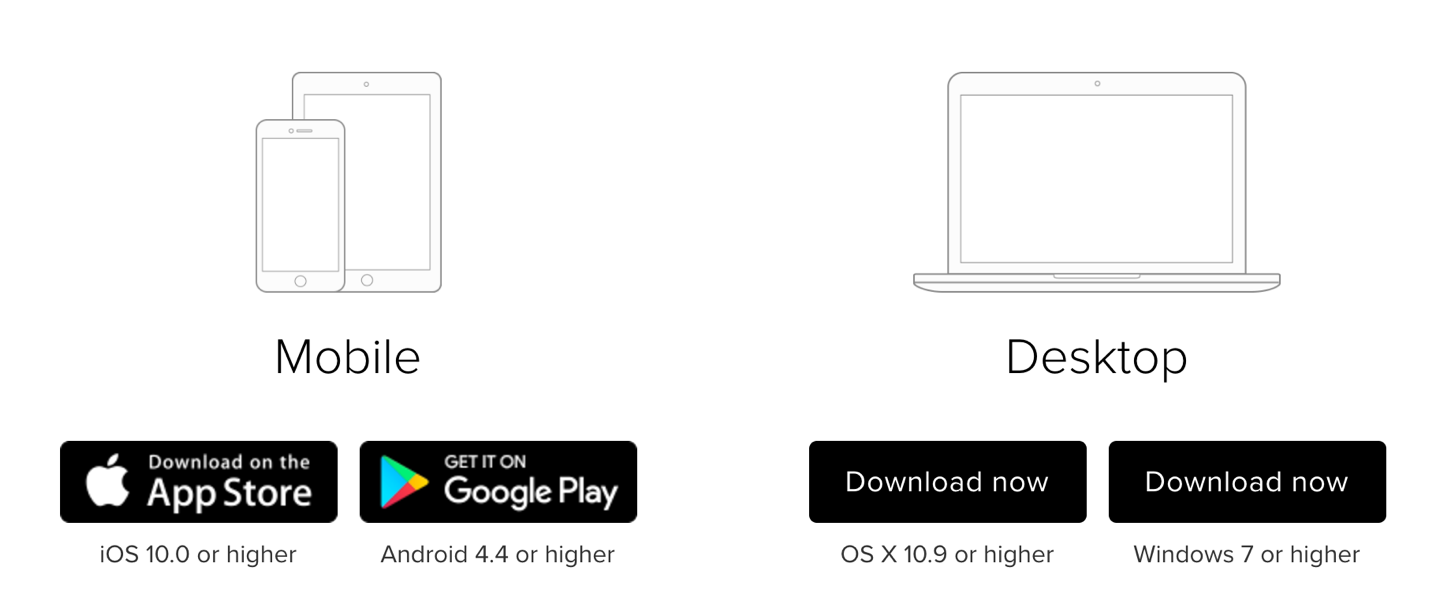 Mobile
Download on the
App Store
iOS 10.0 or higher
GET IT ON
Google Play
Android 4.4 or higher
Desktop
Download now
OS X 10.9 or higher
Download now
Windows 7 or higher